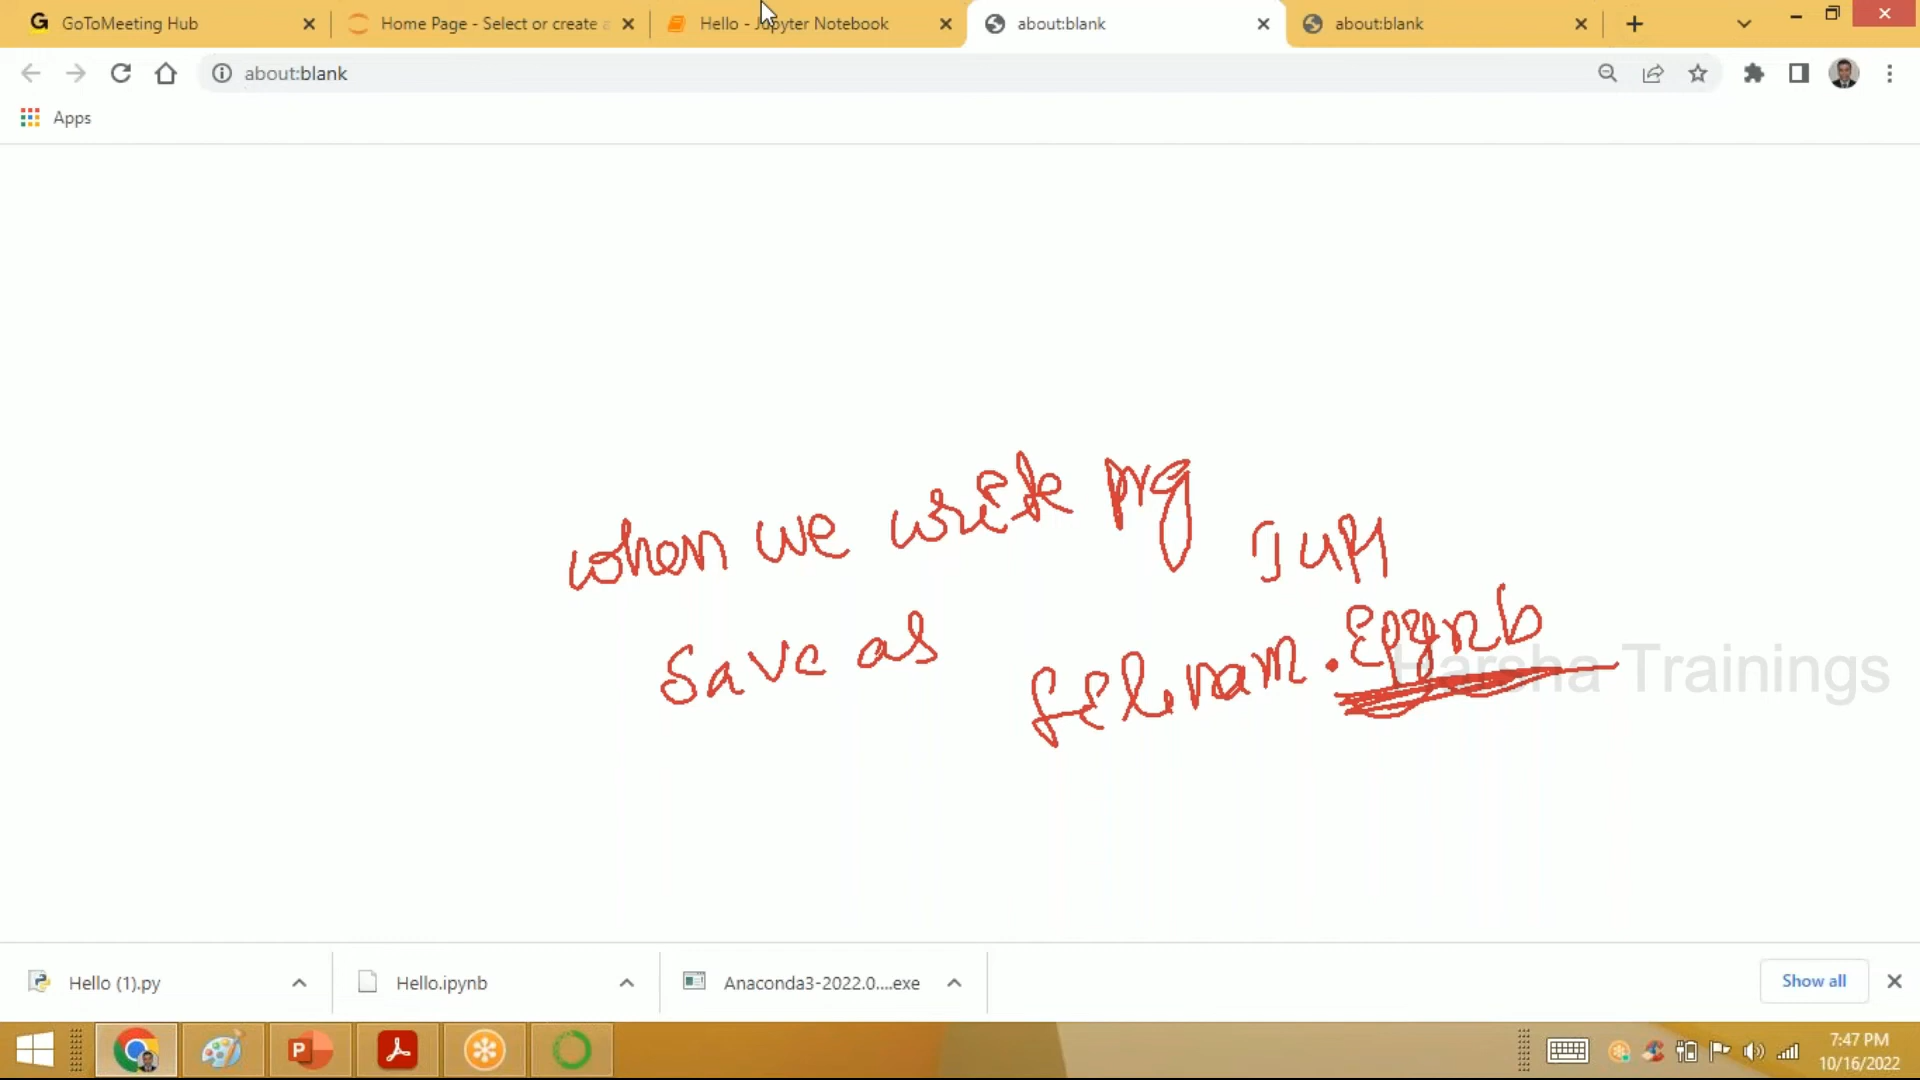 GoToMeeting Hub
Home Page - Select or create a
Hello - Jupyter Notebook
about:blank
about:blank
about:blank
Apps
when we write prg Jupy
Save as filenam.ipynb
Harsha Trainings
Hello (1).py
Hello.ipynb
Anaconda3-2022.0....exe
Show all
7:47 PM
10/16/2022